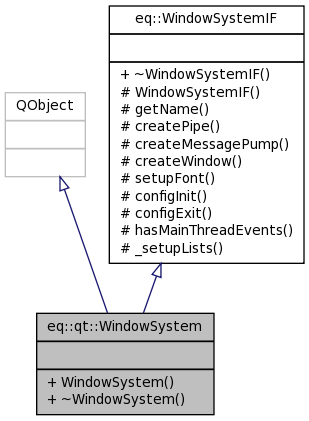 eq::WindowSystemIF
+ ~WindowSystemIF()
# WindowSystemIF()
# getName()
# createPipe()
# createMessagePump()
# createWindow()
# setupFont()
# configInit()
# configExit()
# hasMainThreadEvents()
# _setupLists()
QObject
eq::qt::WindowSystem
+ WindowSystem()
+ ~WindowSystem()